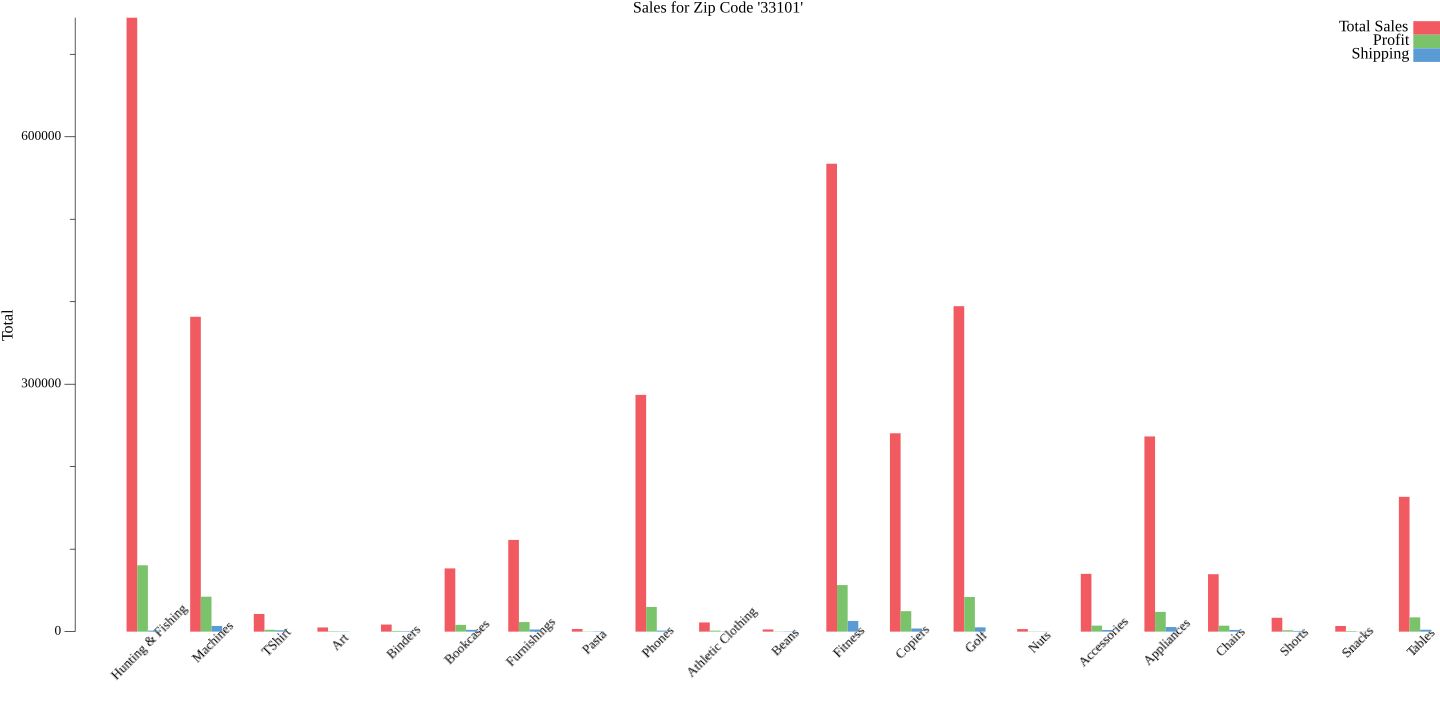 Sales for Zip Code '33101'
Total Sales
Profit
Shipping
600000
300000
0
Total
Hunting & Fishing
Machines
TShirt
Art
Binders
Bookcases
Furnishings
Pasta
Phones
Athletic Clothing
Beans
Fitness
Copiers
Golf
Nuts
Accessories
Appliances
Chairs
Shorts
Snacks
Tables